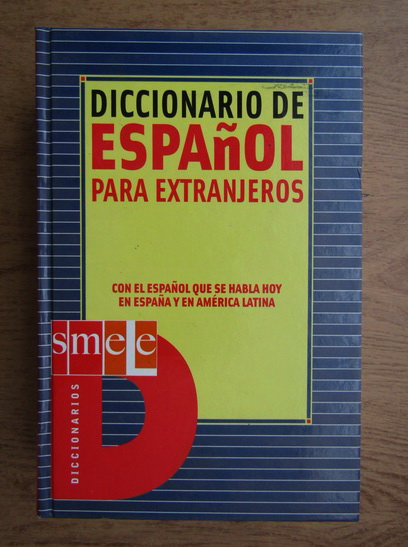 DICCIONARIO DE
ESPAñOL
PARA EXTRANJEROS
CON EL ESPAÑOL QUE SE HABLA HOY
EN ESPAÑA Y EN AMÉRICA LATINA
smeLe
DICCIONARIOS